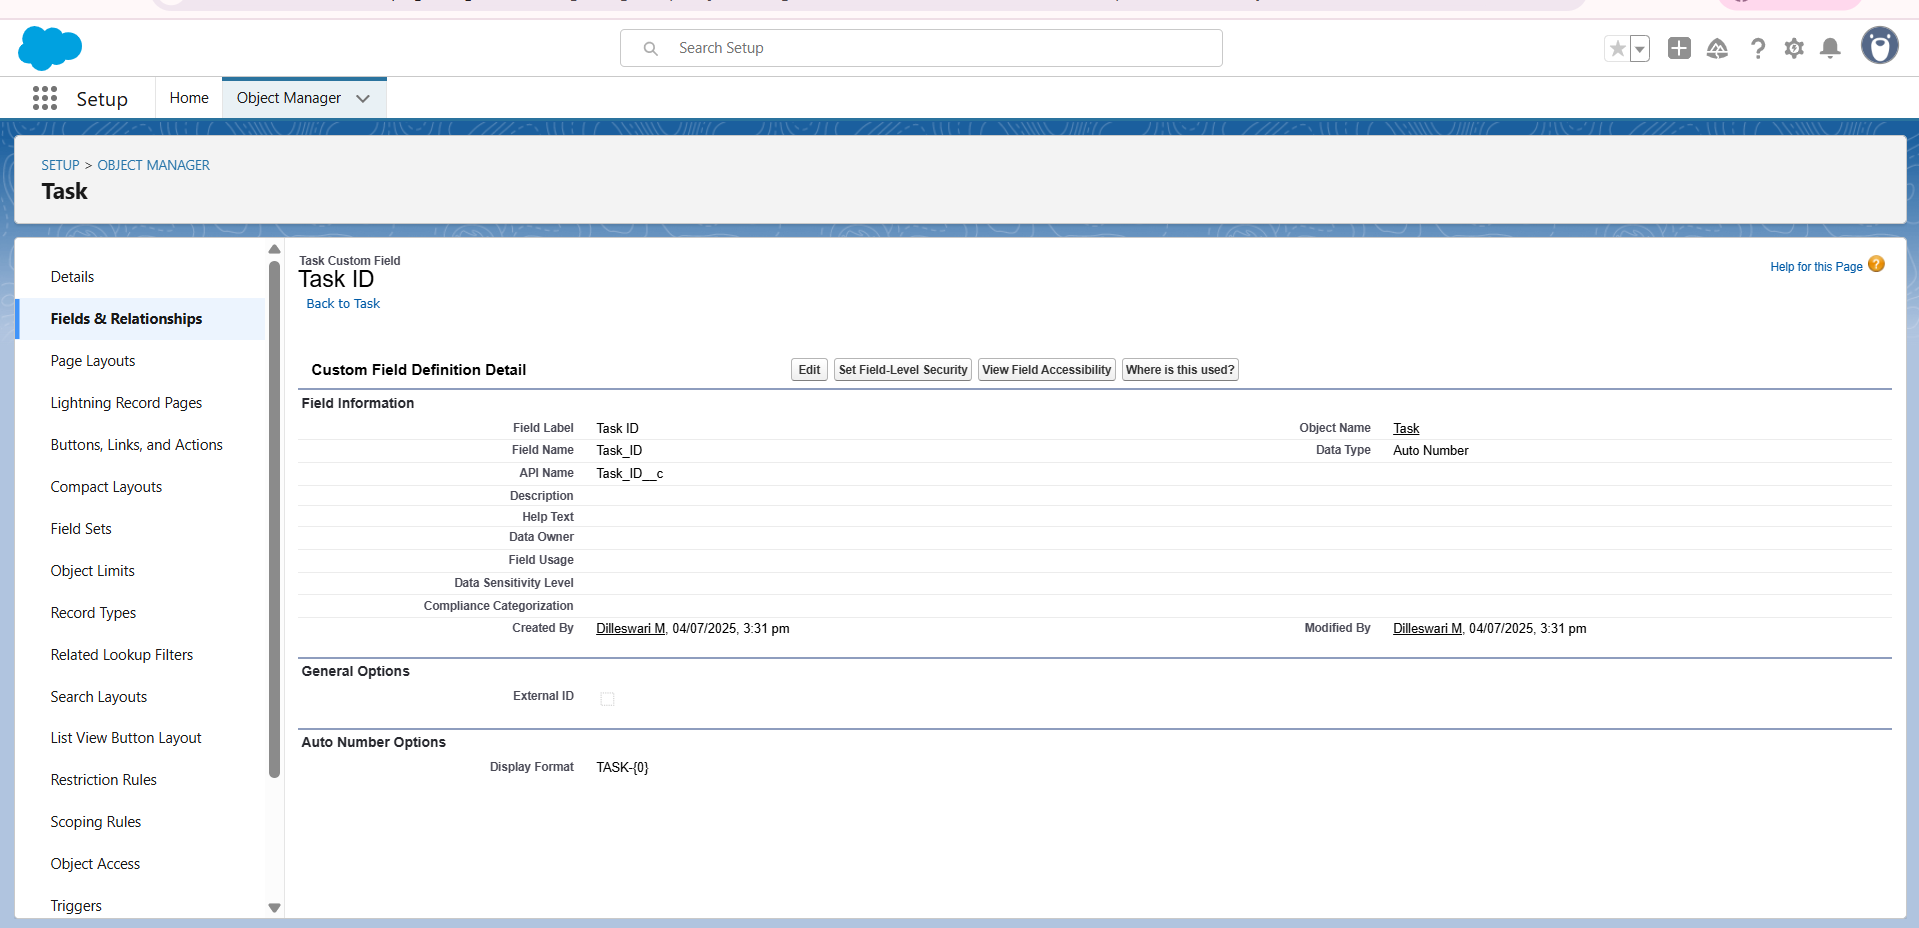 Search Setup
Setup
Home
Object Manager
SETUP > OBJECT MANAGER
Task
Details
Fields & Relationships
Page Layouts
Lightning Record Pages
Buttons, Links, and Actions
Compact Layouts
Field Sets
Object Limits
Record Types
Related Lookup Filters
Search Layouts
List View Button Layout
Restriction Rules
Scoping Rules
Object Access
Triggers
Task Custom Field
Task ID
Back to Task
Help for this Page
Custom Field Definition Detail
Edit
Set Field-Level Security
View Field Accessibility
Where is this used?
Field Information
Field Label Task ID
Object Name Task
Field Name Task_ID
Data Type Auto Number
API Name Task_ID__c
Description
Help Text
Data Owner
Field Usage
Data Sensitivity Level
Compliance Categorization
Created By Dilleswari M, 04/07/2025, 3:31 pm
Modified By Dilleswari M, 04/07/2025, 3:31 pm
General Options
External ID
Auto Number Options
Display Format TASK-{0}